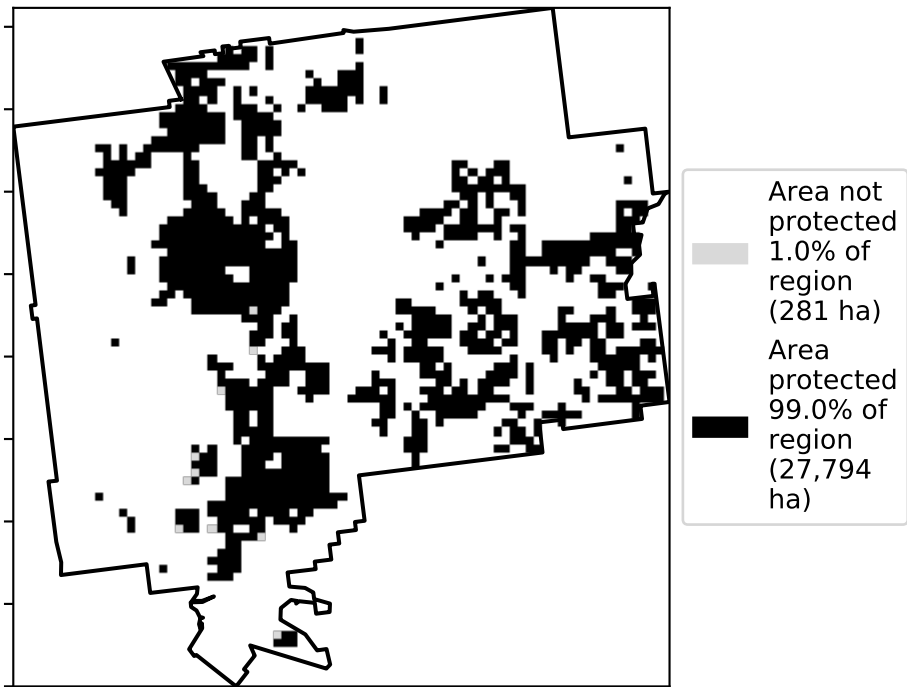 Area not
protected
1.0% of
region
(281 ha)
Area
protected
99.0% of
region
(27,794
ha)